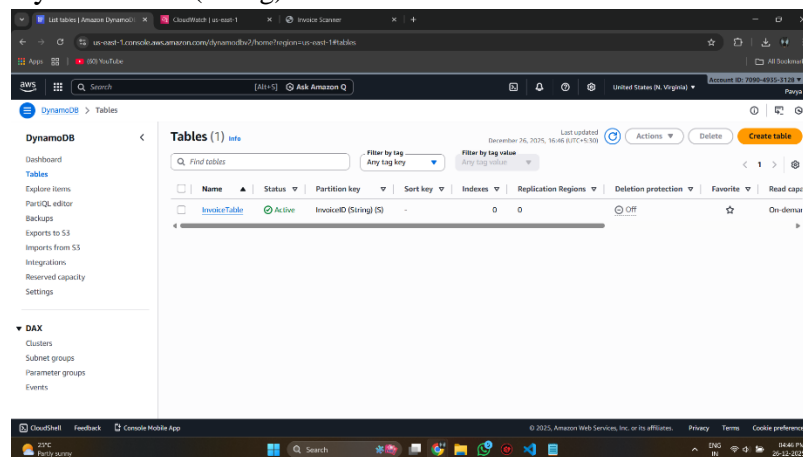 List tables | Amazon DynamoDB
CloudWatch | us-east-1
Invoice Scanner
us-east-1.console.aws.amazon.com/dynamodbv2/home?region=us-east-1#tables
Apps
(60) YouTube
All Bookmar
aws
Search
[Alt+S]
Ask Amazon Q
United States (N. Virginia)
Account ID: 7090-4935-3128
Pavya
DynamoDB > Tables
DynamoDB
Dashboard
Tables
Explore items
PartiQL editor
Backups
Exports to S3
Imports from S3
Integrations
Reserved capacity
Settings
DAX
Clusters
Subnet groups
Parameter groups
Events
Tables (1) Info
Last updated
December 26, 2025, 16:46 (UTC+5:30)
Actions
Delete
Create table
Find tables
Filter by tag
Any tag key
Filter by tag value
Any tag value
1
Name Status Partition key Sort key Indexes Replication Regions Deletion protection Favorite Read capa
InvoiceTable Active InvoiceID (String) (S) - 0 0 Off On-deman
CloudShell Feedback Console Mobile App
© 2025, Amazon Web Services, Inc. or its affiliates. Privacy Terms Cookie preference
23°C
Partly sunny
Search
ENG
IN
04:46 PM
26-12-202